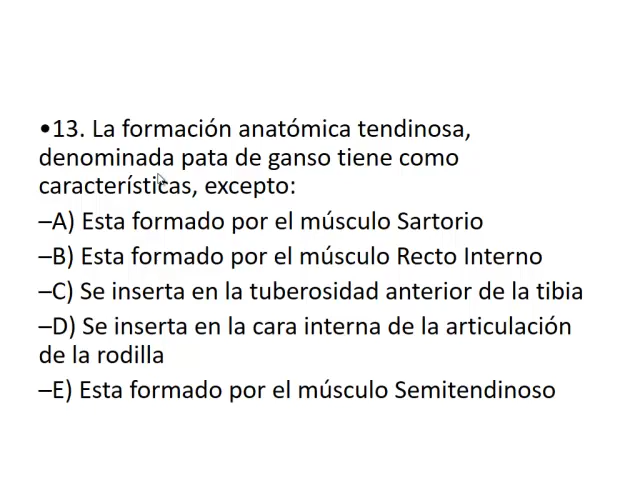 •13. La formación anatómica tendinosa,
denominada pata de ganso tiene como
características, excepto:
–A) Esta formado por el músculo Sartorio
–B) Esta formado por el músculo Recto Interno
–C) Se inserta en la tuberosidad anterior de la tibia
–D) Se inserta en la cara interna de la articulación
de la rodilla
–E) Esta formado por el músculo Semitendinoso